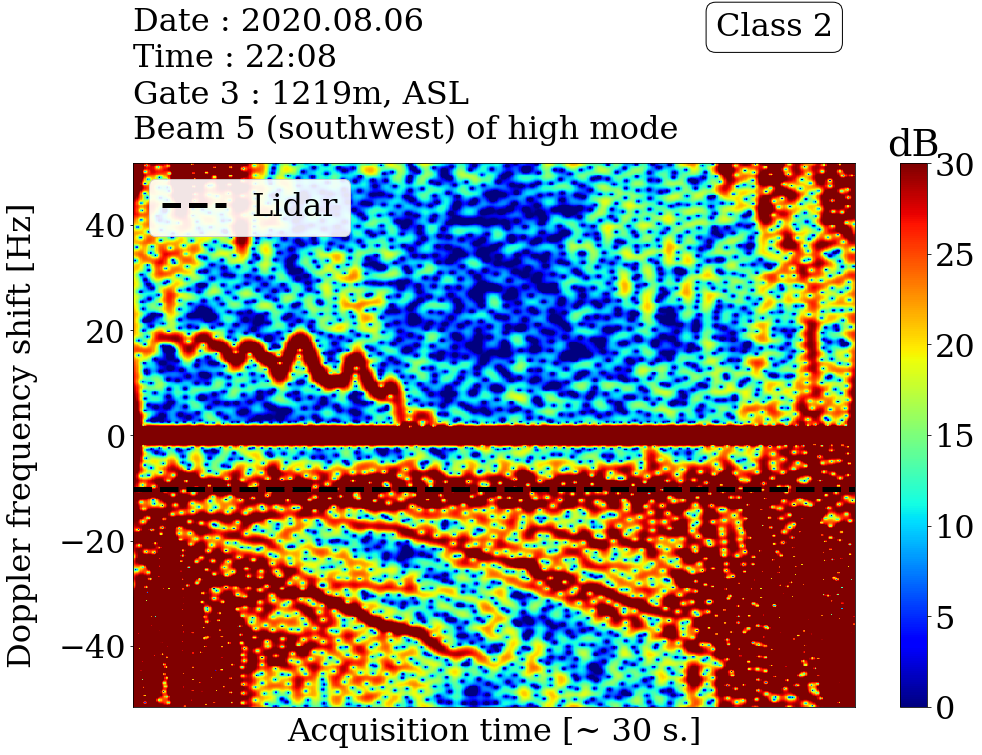 Date : 2020.08.06
Time : 22:08
Gate 3 : 1219m, ASL
Beam 5 (southwest) of high mode
Class 2
dB
Lidar
Doppler frequency shift [Hz]
40
20
0
−20
−40
30
25
20
15
10
5
0
Acquisition time [~ 30 s.]